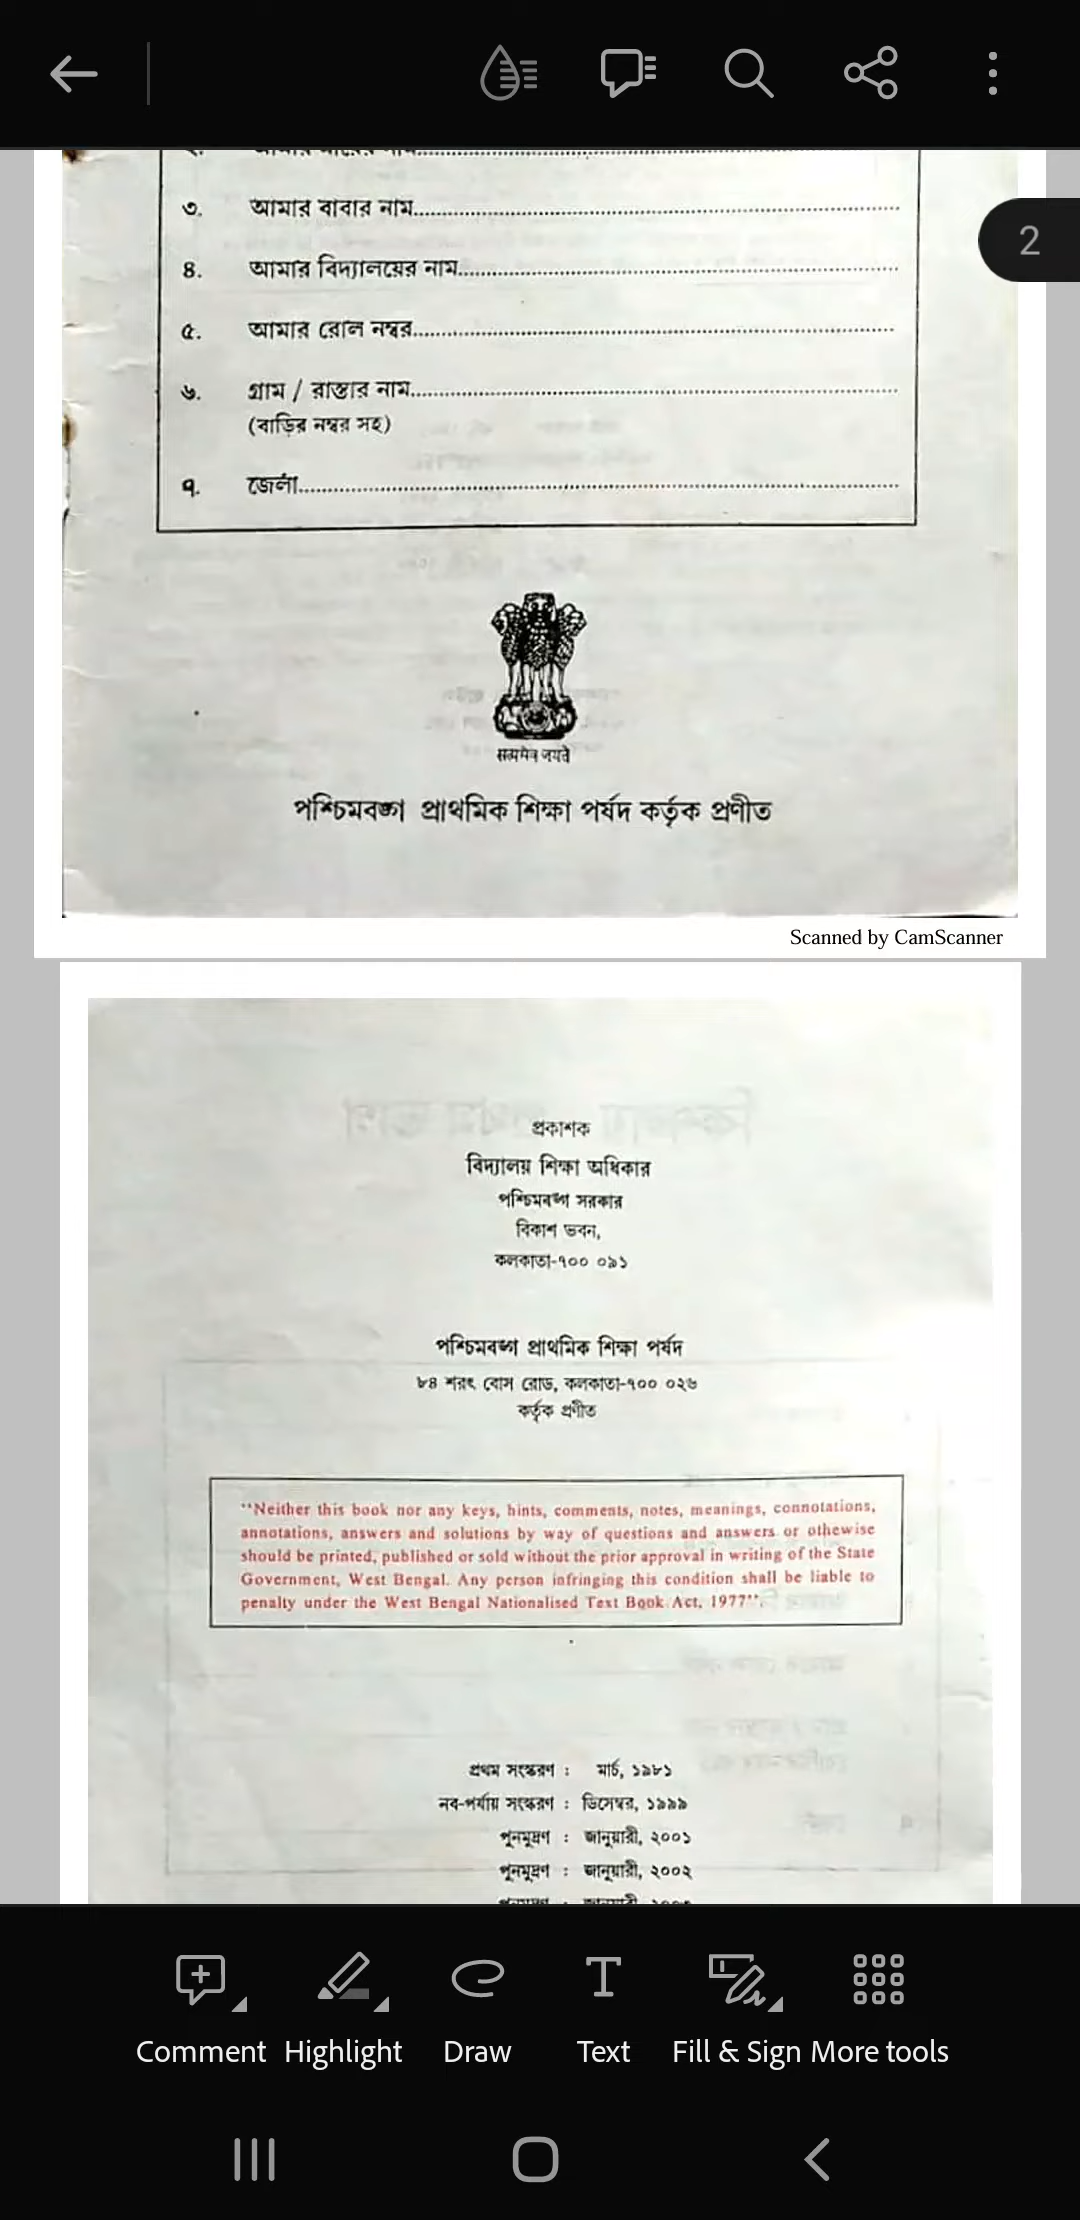 2
৩. আমার বাবার নাম
৪. আমার বিদ্যালয়ের নাম
৫. আমার রোল নম্বর
৬. গ্রাম / রাস্তার নাম
(বাড়ির নম্বর সহ)
৭. জেলা
सत्यमेव जयते
পশ্চিমবঙ্গ প্রাথমিক শিক্ষা পর্ষদ কর্তৃক প্রণীত
Scanned by CamScanner
প্রকাশক
বিদ্যালয় শিক্ষা অধিকার
পশ্চিমবঙ্গ সরকার
বিকাশ ভবন,
কলকাতা-৭০০ ০৯১
পশ্চিমবঙ্গ প্রাথমিক শিক্ষা পর্ষদ
৮৪ শরৎ বোস রোড, কলকাতা-৭০০ ০২৬
কর্তৃক প্রণীত
"Neither this book nor any keys, hints, comments, notes, meanings, connotations,
annotations, answers and solutions by way of questions and answers or othewise
should be printed, published or sold without the prior approval in writing of the State
Government, West Bengal. Any person infringing this condition shall be liable to
penalty under the West Bengal Nationalised Text Book Act, 1977".
প্রথম সংস্করণ : মার্চ, ১৯৮১
নব-পর্যায় সংস্করণ : ডিসেম্বর, ১৯৯৯
পুনমুদ্রণ : জানুয়ারী, ২০০১
পুনমুদ্রণ : জানুয়ারী, ২০০২
Comment Highlight Draw Text Fill & Sign More tools